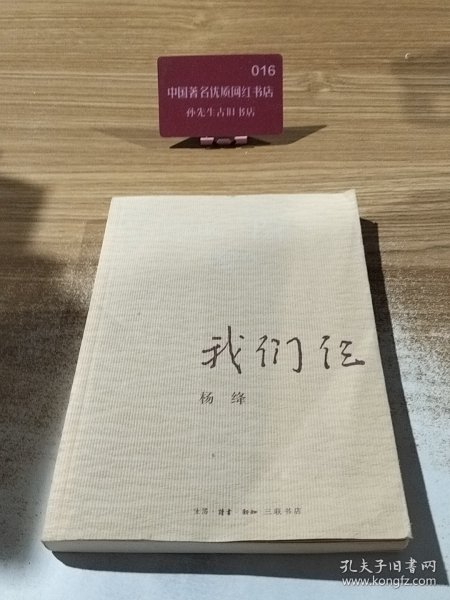 016
中国著名优质网红书店
孙先生古旧书店
我们仨
杨 绛
生活 读书 新知 三联书店
孔夫子旧书网
www.kongfz.com